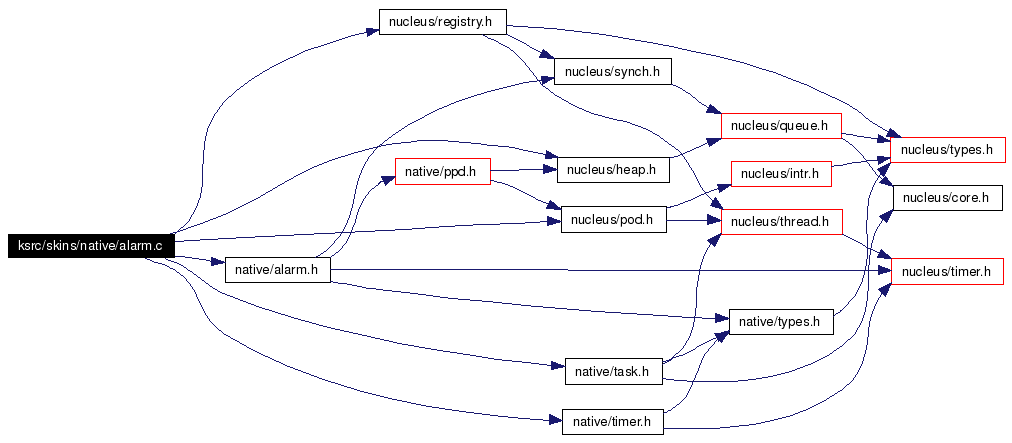 nucleus/registry.h
nucleus/synch.h
nucleus/queue.h
nucleus/types.h
nucleus/heap.h
native/ppd.h
nucleus/intr.h
nucleus/core.h
nucleus/pod.h
nucleus/thread.h
ksrc/skins/native/alarm.c
native/alarm.h
nucleus/timer.h
native/types.h
native/task.h
native/timer.h